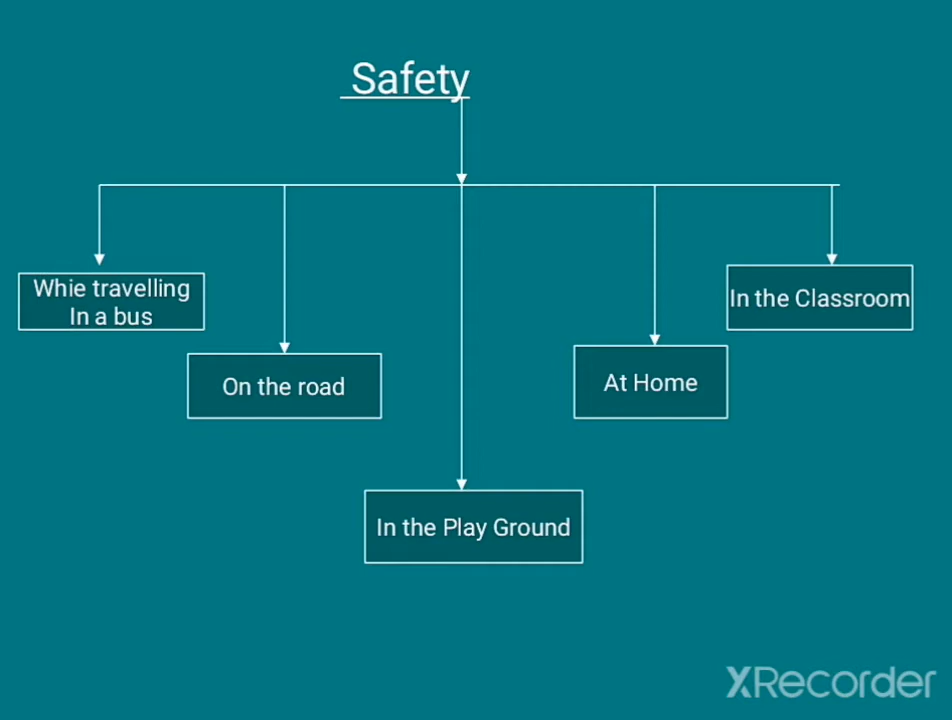 Safety
Whie travelling
In a bus
On the road
In the Play Ground
At Home
In the Classroom
XRecorder